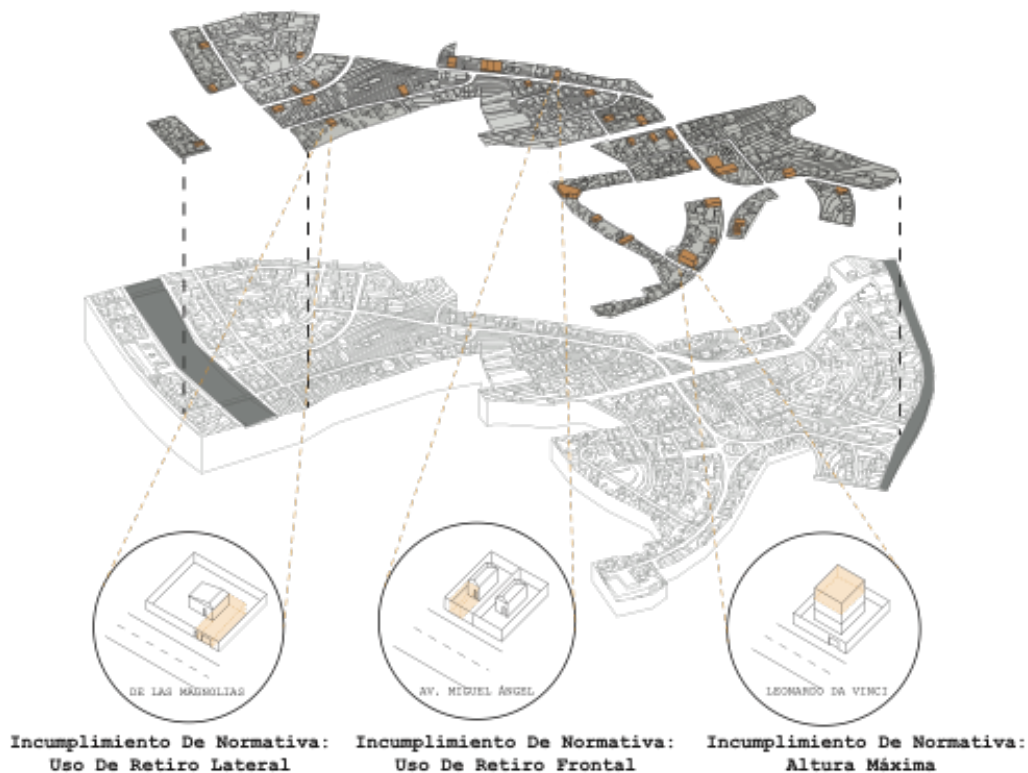 DE LAS MAGNOLIAS
AV. MIGUEL ÁNGEL
LEONARDO DA VINCI
Incumplimiento De Normativa:
Uso De Retiro Lateral
Incumplimiento De Normativa:
Uso De Retiro Frontal
Incumplimiento De Normativa:
Altura Máxima